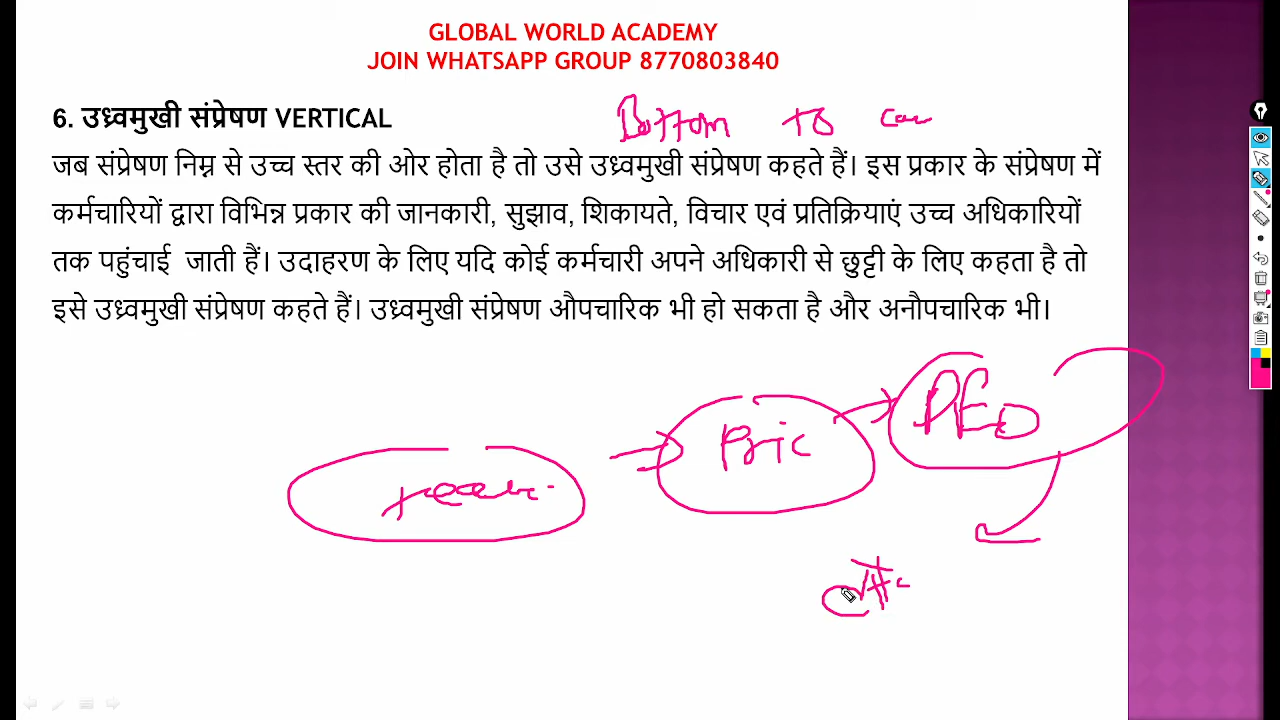 GLOBAL WORLD ACADEMY
JOIN WHATSAPP GROUP 8770803840
6. उध्र्वमुखी संप्रेषण VERTICAL
Bottom to
जब संप्रेषण निम्न से उच्च स्तर की ओर होता है तो उसे उध्र्वमुखी संप्रेषण कहते हैं। इस प्रकार के संप्रेषण में
कर्मचारियों द्वारा विभिन्न प्रकार की जानकारी, सुझाव, शिकायते, विचार एवं प्रतिक्रियाएं उच्च अधिकारियों
तक पहुंचाई जाती हैं। उदाहरण के लिए यदि कोई कर्मचारी अपने अधिकारी से छुट्टी के लिए कहता है तो
इसे उध्र्वमुखी संप्रेषण कहते हैं। उध्र्वमुखी संप्रेषण औपचारिक भी हो सकता है और अनौपचारिक भी।
DEO
Pric